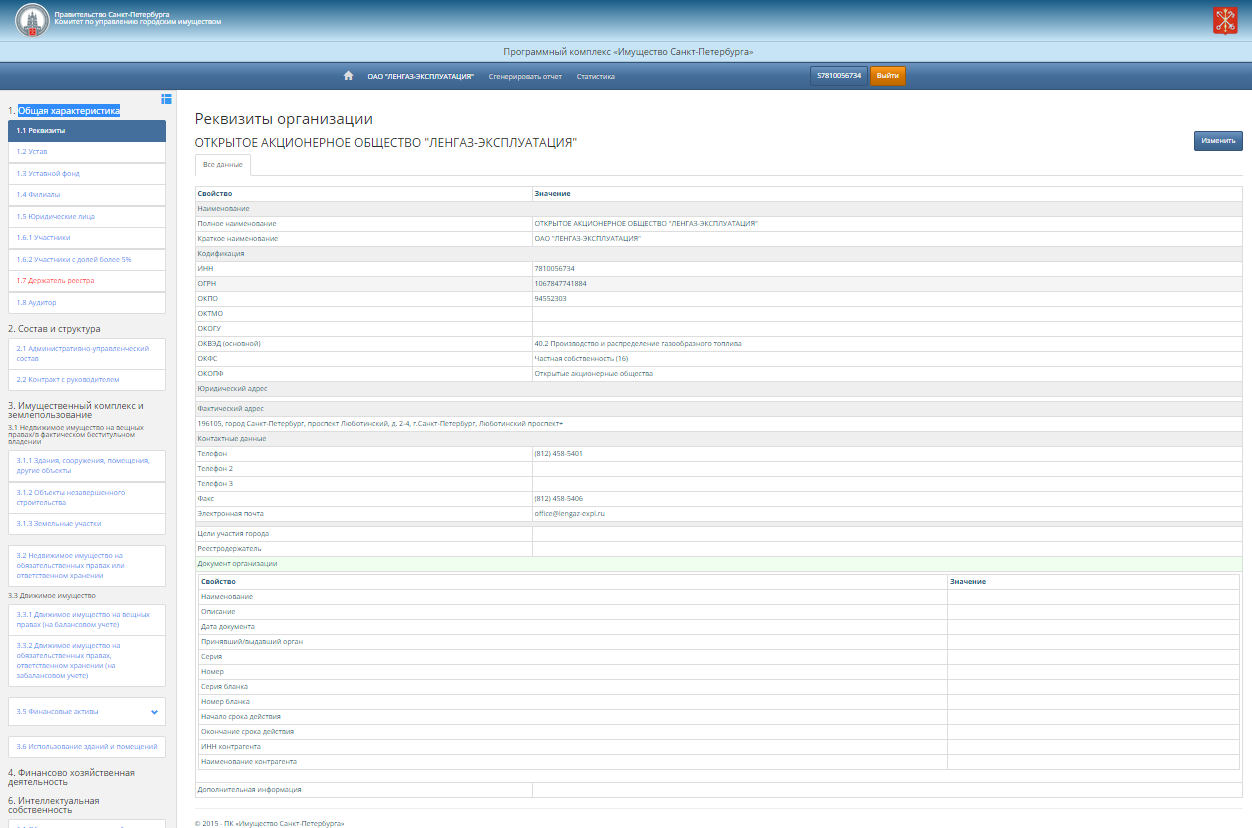 Правительство Санкт-Петербурга
Комитет по управлению городским имуществом
Программный комплекс «Имущество Санкт-Петербурга»
ОАО "ЛЕНГАЗ-ЭКСПЛУАТАЦИЯ" Сгенерировать отчет Статистика S7810056734 Выйти
1. Общая характеристика
1.1 Реквизиты
1.2 Устав
1.3 Уставной фонд
1.4 Филиалы
1.5 Юридические лица
1.6.1 Участники
1.6.2 Участники с долей более 5%
1.7 Держатель реестра
1.8 Аудитор
2. Состав и структура
2.1 Административно-управленческий
состав
2.2 Контракт с руководителем
3. Имущественный комплекс и
землепользование
3.1 Недвижимое имущество на вещных
правах/в фактическом беститульном
владении
3.1.1 Здания, сооружения, помещения,
другие объекты
3.1.2 Объекты незавершенного
строительства
3.1.3 Земельные участки
3.2 Недвижимое имущество на
обязательственных правах или
ответственном хранении
3.3 Движимое имущество
3.3.1 Движимое имущество на вещных
правах (на балансовом учете)
3.3.2 Движимое имущество на
обязательственных правах,
ответственном хранении (на
забалансовом учете)
3.5 Финансовые активы
3.6 Использование зданий и помещений
4. Финансово хозяйственная
деятельность
6. Интеллектуальная
собственность
Реквизиты организации
ОТКРЫТОЕ АКЦИОНЕРНОЕ ОБЩЕСТВО "ЛЕНГАЗ-ЭКСПЛУАТАЦИЯ"
Изменить
Все данные
Свойство Значение
Наименование
Полное наименование ОТКРЫТОЕ АКЦИОНЕРНОЕ ОБЩЕСТВО "ЛЕНГАЗ-ЭКСПЛУАТАЦИЯ"
Краткое наименование ОАО "ЛЕНГАЗ-ЭКСПЛУАТАЦИЯ"
Кодификация
ИНН 7810056734
ОГРН 1067847741884
ОКПО 94552303
ОКТМО
ОКОГУ
ОКВЭД (основной) 40.2 Производство и распределение газообразного топлива
ОКФС Частная собственность (16)
ОКОПФ Открытые акционерные общества
Юридический адрес
Фактический адрес
196105, город Санкт-Петербург, проспект Люботинский, д. 2-4, г.Санкт-Петербург, Люботинский проспект+
Контактные данные
Телефон (812) 458-5401
Телефон 2
Телефон 3
Факс (812) 458-5406
Электронная почта office@lengaz-expl.ru
Цели участия города
Реестродержатель
Документ организации
Свойство Значение
Наименование
Описание
Дата документа
Принявший/выдавший орган
Серия
Номер
Серия бланка
Номер бланка
Начало срока действия
Окончание срока действия
ИНН контрагента
Наименование контрагента
Дополнительная информация
© 2015 - ПК «Имущество Санкт-Петербурга»